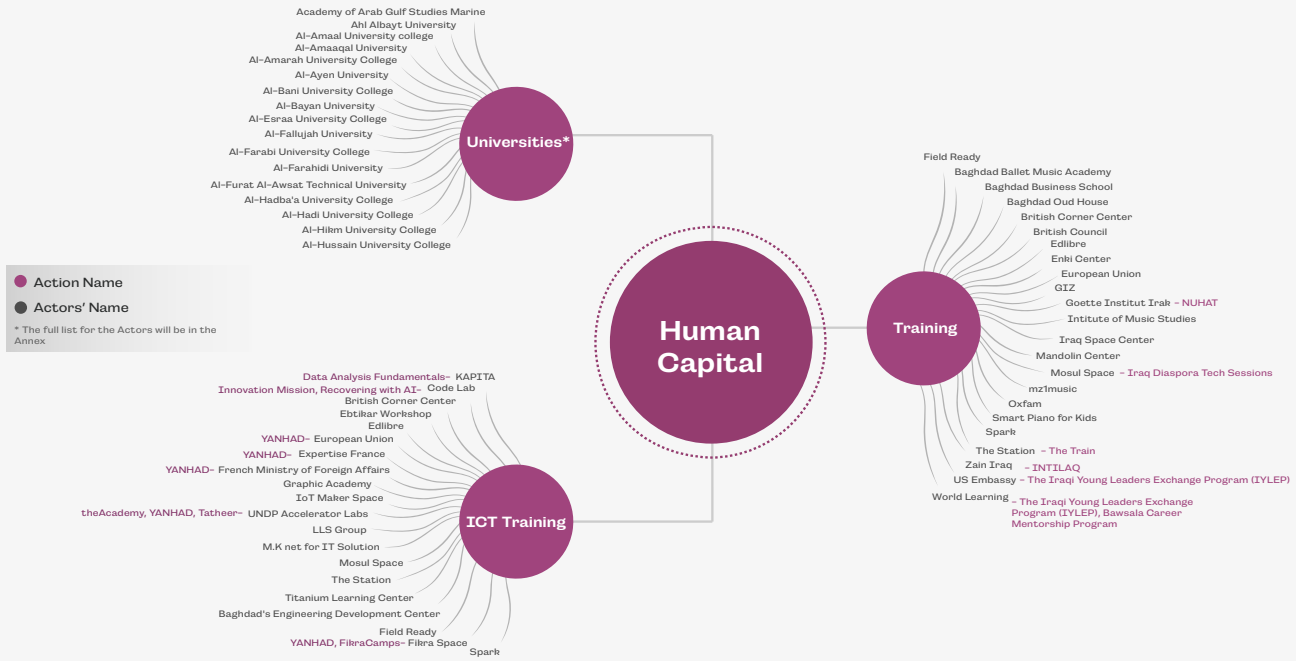 Academy of Arab Gulf Studies Marine
Ahl Albayt University
Al-Amaal University college
Al-Amaaqal University
Al-Amarah University College
Al-Ayen University
Al-Bani University College
Al-Bayan University
Al-Esraa University College
Al-Fallujah University
Al-Farabi University College
Al-Farahidi University
Al-Furat Al-Awsat Technical University
Al-Hadba'a University College
Al-Hadi University College
Al-Hikm University College
Al-Hussain University College
Universities*
Action Name
Actors' Name
* The full list for the Actors will be in the
Annex
Human
Capital
Field Ready
Baghdad Ballet Music Academy
Baghdad Business School
Baghdad Oud House
British Corner Center
British Council
Edlibre
Enki Center
European Union
GIZ
Goette Institut Irak - NUHAT
Intitute of Music Studies
Iraq Space Center
Mandolin Center
Mosul Space - Iraq Diaspora Tech Sessions
mz1music
Oxfam
Smart Piano for Kids
Spark
The Station - The Train
Zain Iraq - INTILAQ
US Embassy - The Iraqi Young Leaders Exchange Program (IYLEP)
World Learning - The Iraqi Young Leaders Exchange
Program (IYLEP), Bawsala Career
Mentorship Program
Training
Data Analysis Fundamentals- KAPITA
Innovation Mission, Recovering with AI- Code Lab
British Corner Center
Ebtikar Workshop
Edlibre
YANHAD- European Union
YANHAD- Expertise France
YANHAD- French Ministry of Foreign Affairs
Graphic Academy
IoT Maker Space
theAcademy, YANHAD, Tatheer- UNDP Accelerator Labs
LLS Group
M.K net for IT Solution
Mosul Space
The Station
Titanium Learning Center
Baghdad's Engineering Development Center
Field Ready
YANHAD, FikraCamps- Fikra Space
Spark
ICT Training